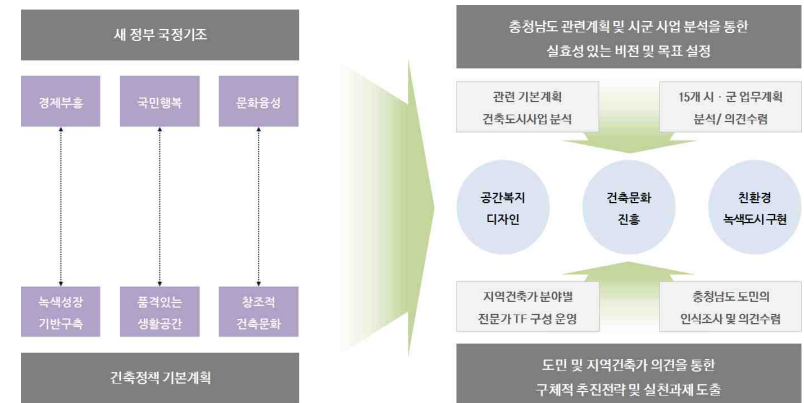 새 정부 국정기조
경제부흥
국민행복
문화융성
녹색성장
기반구축
품격있는
생활공간
창조적
건축문화
건축정책 기본계획
충청남도 관련계획 및 시군 사업 분석을 통한
실효성 있는 비전 및 목표 설정
관련 기본계획
건축도시사업 분석
15개 시 · 군 업무계획
분석/ 의견수렴
공간복지
디자인
건축문화
진흥
친환경
녹색도시 구현
지역건축가 분야별
전문가 TF 구성 운영
충청남도 도민의
인식조사 및 의견수렴
도민 및 지역건축가 의견을 통한
구체적 추진전략 및 실천과제 도출